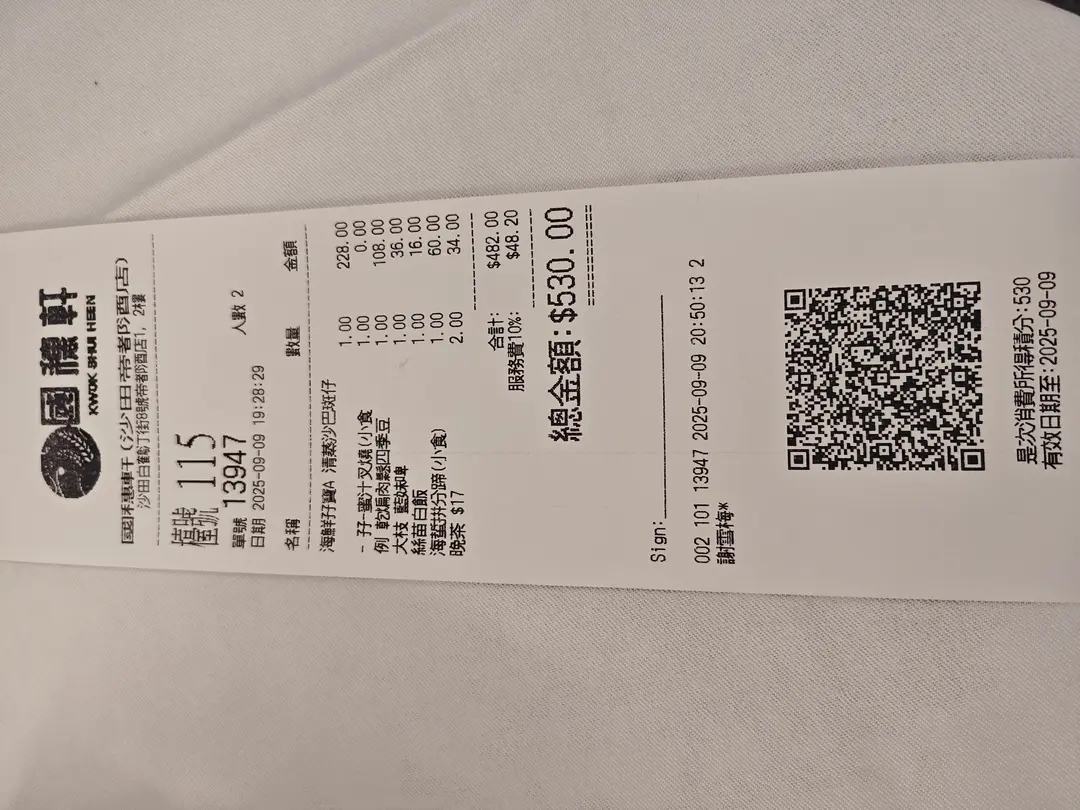 國穗軒
KWOK SHUI HEEN
國穗軒(沙田帝都酒店)
沙田白鶴汀街8號帝都酒店1, 2樓
檯號 115
單號 13947 人數 2
日期 2025-09-09 19:28:29
名稱 數量 金額
海鮮孖寶A 清蒸沙巴斑仔 1.00 228.00
- 孖-蜜汁叉燒(小食 1.00 0.00
例 乾煸肉鬆四季豆 1.00 108.00
大枝 藍妹啤 1.00 36.00
絲苗白飯 1.00 16.00
海蜇拼分蹄(小食) 1.00 60.00
晚茶 $17 2.00 34.00
合計: $482.00
服務費10%: $48.20
總金額: $530.00
Sign:
002 101 13947 2025-09-09 20:50:13 2
謝雲梅*
是次消費所得積分:530
有效日期至:2025-09-09